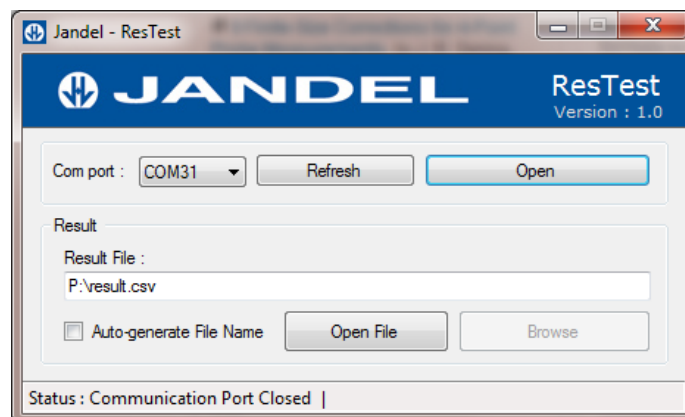 Jandel - ResTest
JANDEL
ResTest
Version : 1.0
Com port : COM31 Refresh Open
Result
Result File :
P:\result.csv
Auto-generate File Name Open File Browse
Status : Communication Port Closed |